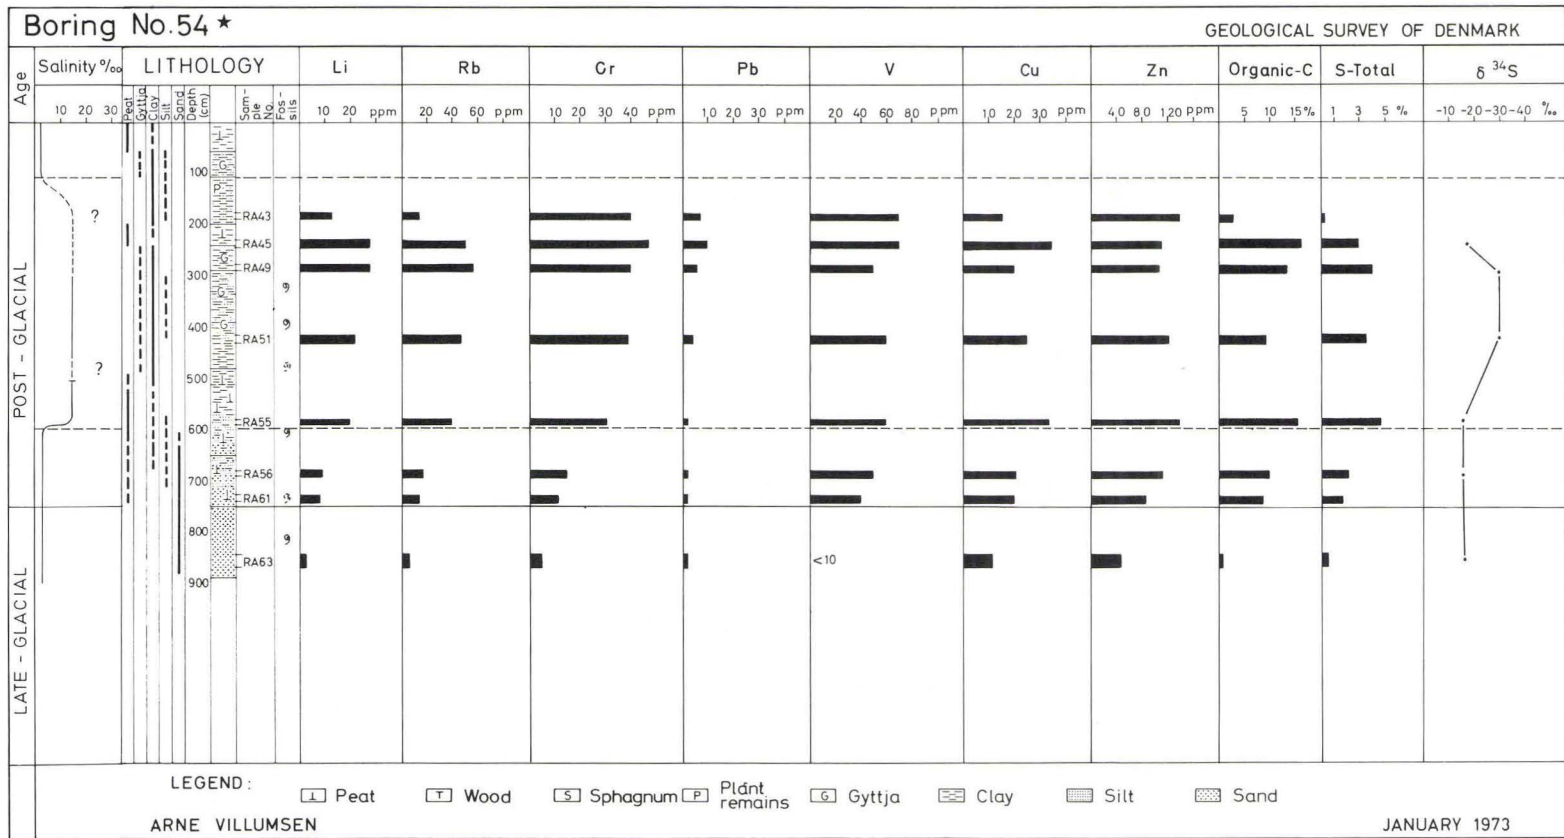 Boring No. 54 *
GEOLOGICAL SURVEY OF DENMARK
Age
Salinity ‰
LITHOLOGY
Li
Rb
Cr
Pb
V
Cu
Zn
Organic-C
S-Total
δ ³⁴S
10 20 30
Peat
Gyttja
Clay
Silt
Sand
Depth (cm)
Sam-
ple
No.
Fos-
sils
10 20 ppm
20 40 60 ppm
10 20 30 40 ppm
10 20 30 ppm
20 40 60 80 ppm
10 20 30 ppm
40 80 120 ppm
5 10 15 %
1 3 5 %
-10 -20 -30 -40 ‰
POST - GLACIAL
LATE - GLACIAL
?
?
100
200
300
400
500
600
700
800
900
G
P
G
G
G
RA43
RA45
RA49
RA51
RA55
RA56
RA61
RA63
<10
LEGEND:
Peat
T Wood
S Sphagnum
P Plánt
remains
G Gyttja
Clay
Silt
Sand
ARNE VILLUMSEN
JANUARY 1973